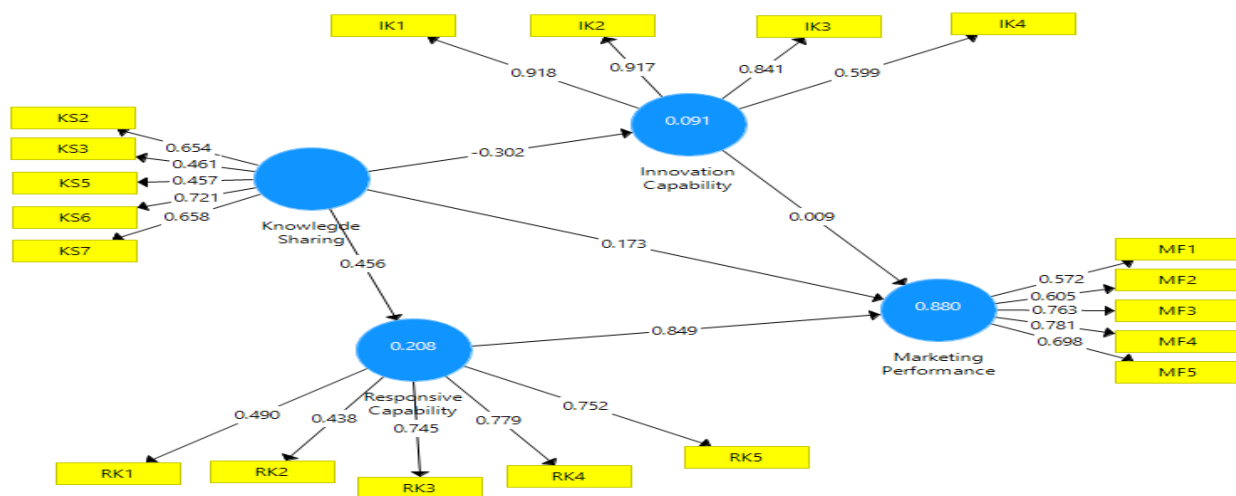 IK1
IK2
IK3
IK4
0.918
0.917
0.841
0.599
0.091
Innovation
Capability
KS2
KS3
KS5
KS6
KS7
0.654
0.461
0.457
0.721
0.658
Knowlegde
Sharing
-0.302
0.009
0.173
0.456
0.849
0.880
Marketing
Performance
MF1
MF2
MF3
MF4
MF5
0.572
0.605
0.763
0.781
0.698
0.208
Responsive
Capability
0.490
0.438
0.745
0.779
0.752
RK1
RK2
RK3
RK4
RK5